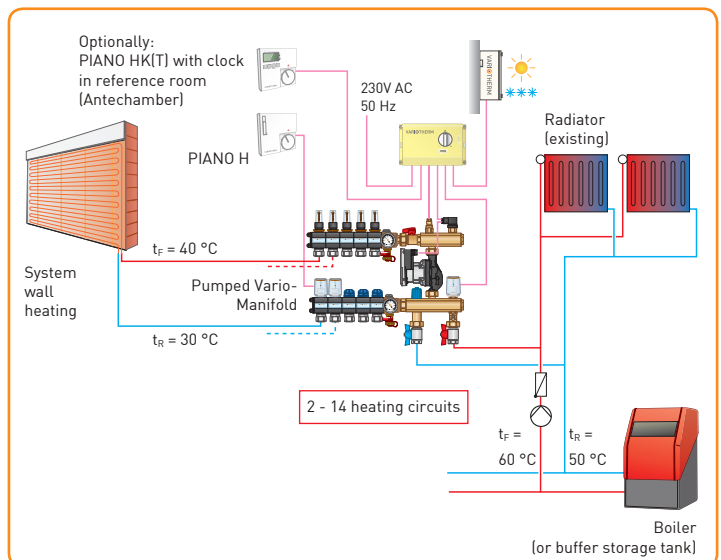 Optionally:
PIANO HK(T) with clock
in reference room
(Antechamber)
PIANO H
230V AC
50 Hz
VARIOTHERM
VARIOTHERM
Radiator
(existing)
System
wall
heating
tF = 40 °C
Pumped Vario-
Manifold
tR = 30 °C
2 - 14 heating circuits
tF =
60 °C
tR =
50 °C
Boiler
(or buffer storage tank)